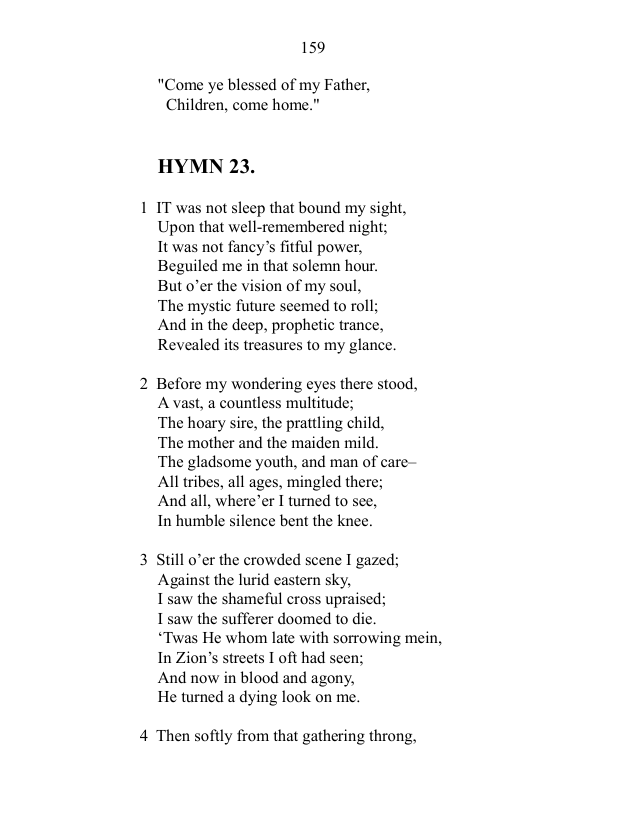 159
"Come ye blessed of my Father,
Children, come home."
HYMN 23.
1 IT was not sleep that bound my sight,
Upon that well-remembered night;
It was not fancy’s fitful power,
Beguiled me in that solemn hour.
But o’er the vision of my soul,
The mystic future seemed to roll;
And in the deep, prophetic trance,
Revealed its treasures to my glance.
2 Before my wondering eyes there stood,
A vast, a countless multitude;
The hoary sire, the prattling child,
The mother and the maiden mild.
The gladsome youth, and man of care–
All tribes, all ages, mingled there;
And all, where’er I turned to see,
In humble silence bent the knee.
3 Still o’er the crowded scene I gazed;
Against the lurid eastern sky,
I saw the shameful cross upraised;
I saw the sufferer doomed to die.
‘Twas He whom late with sorrowing mein,
In Zion’s streets I oft had seen;
And now in blood and agony,
He turned a dying look on me.
4 Then softly from that gathering throng,